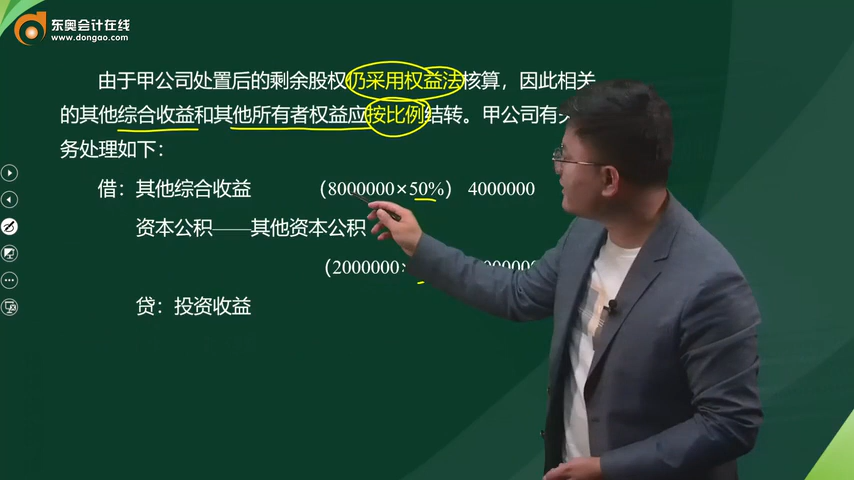 东奥会计在线
www.dongao.com
由于甲公司处置后的剩余股权仍采用权益法核算，因此相关
的其他综合收益和其他所有者权益应按比例结转。甲公司有
务处理如下：
借：其他综合收益 （8000000×50%） 4000000
资本公积——其他资本公积
（2000000×
贷：投资收益